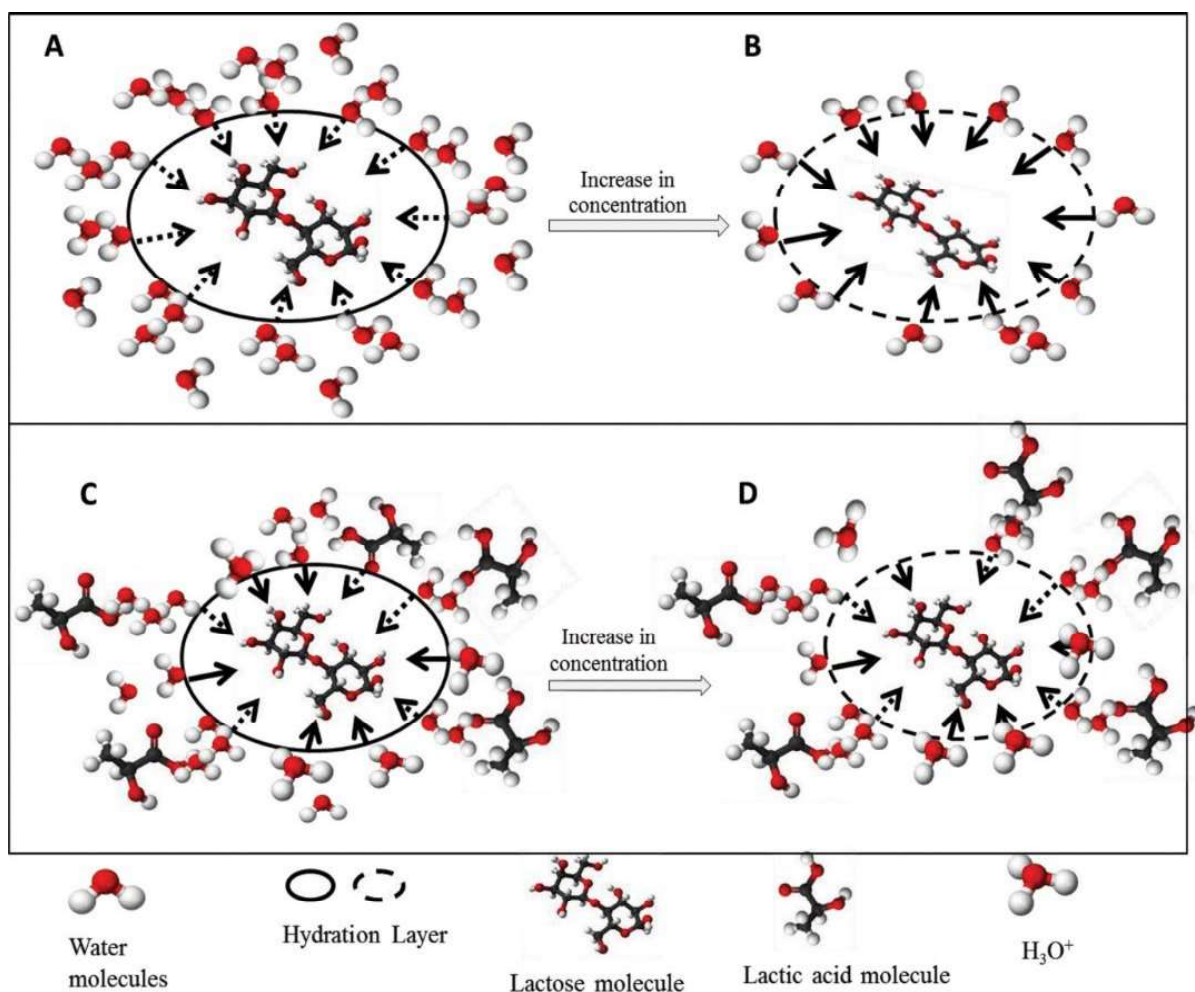 A
B
Increase in
concentration
C
D
Increase in
concentration
Water
molecules
Hydration Layer
Lactose molecule
Lactic acid molecule
H₃O⁺